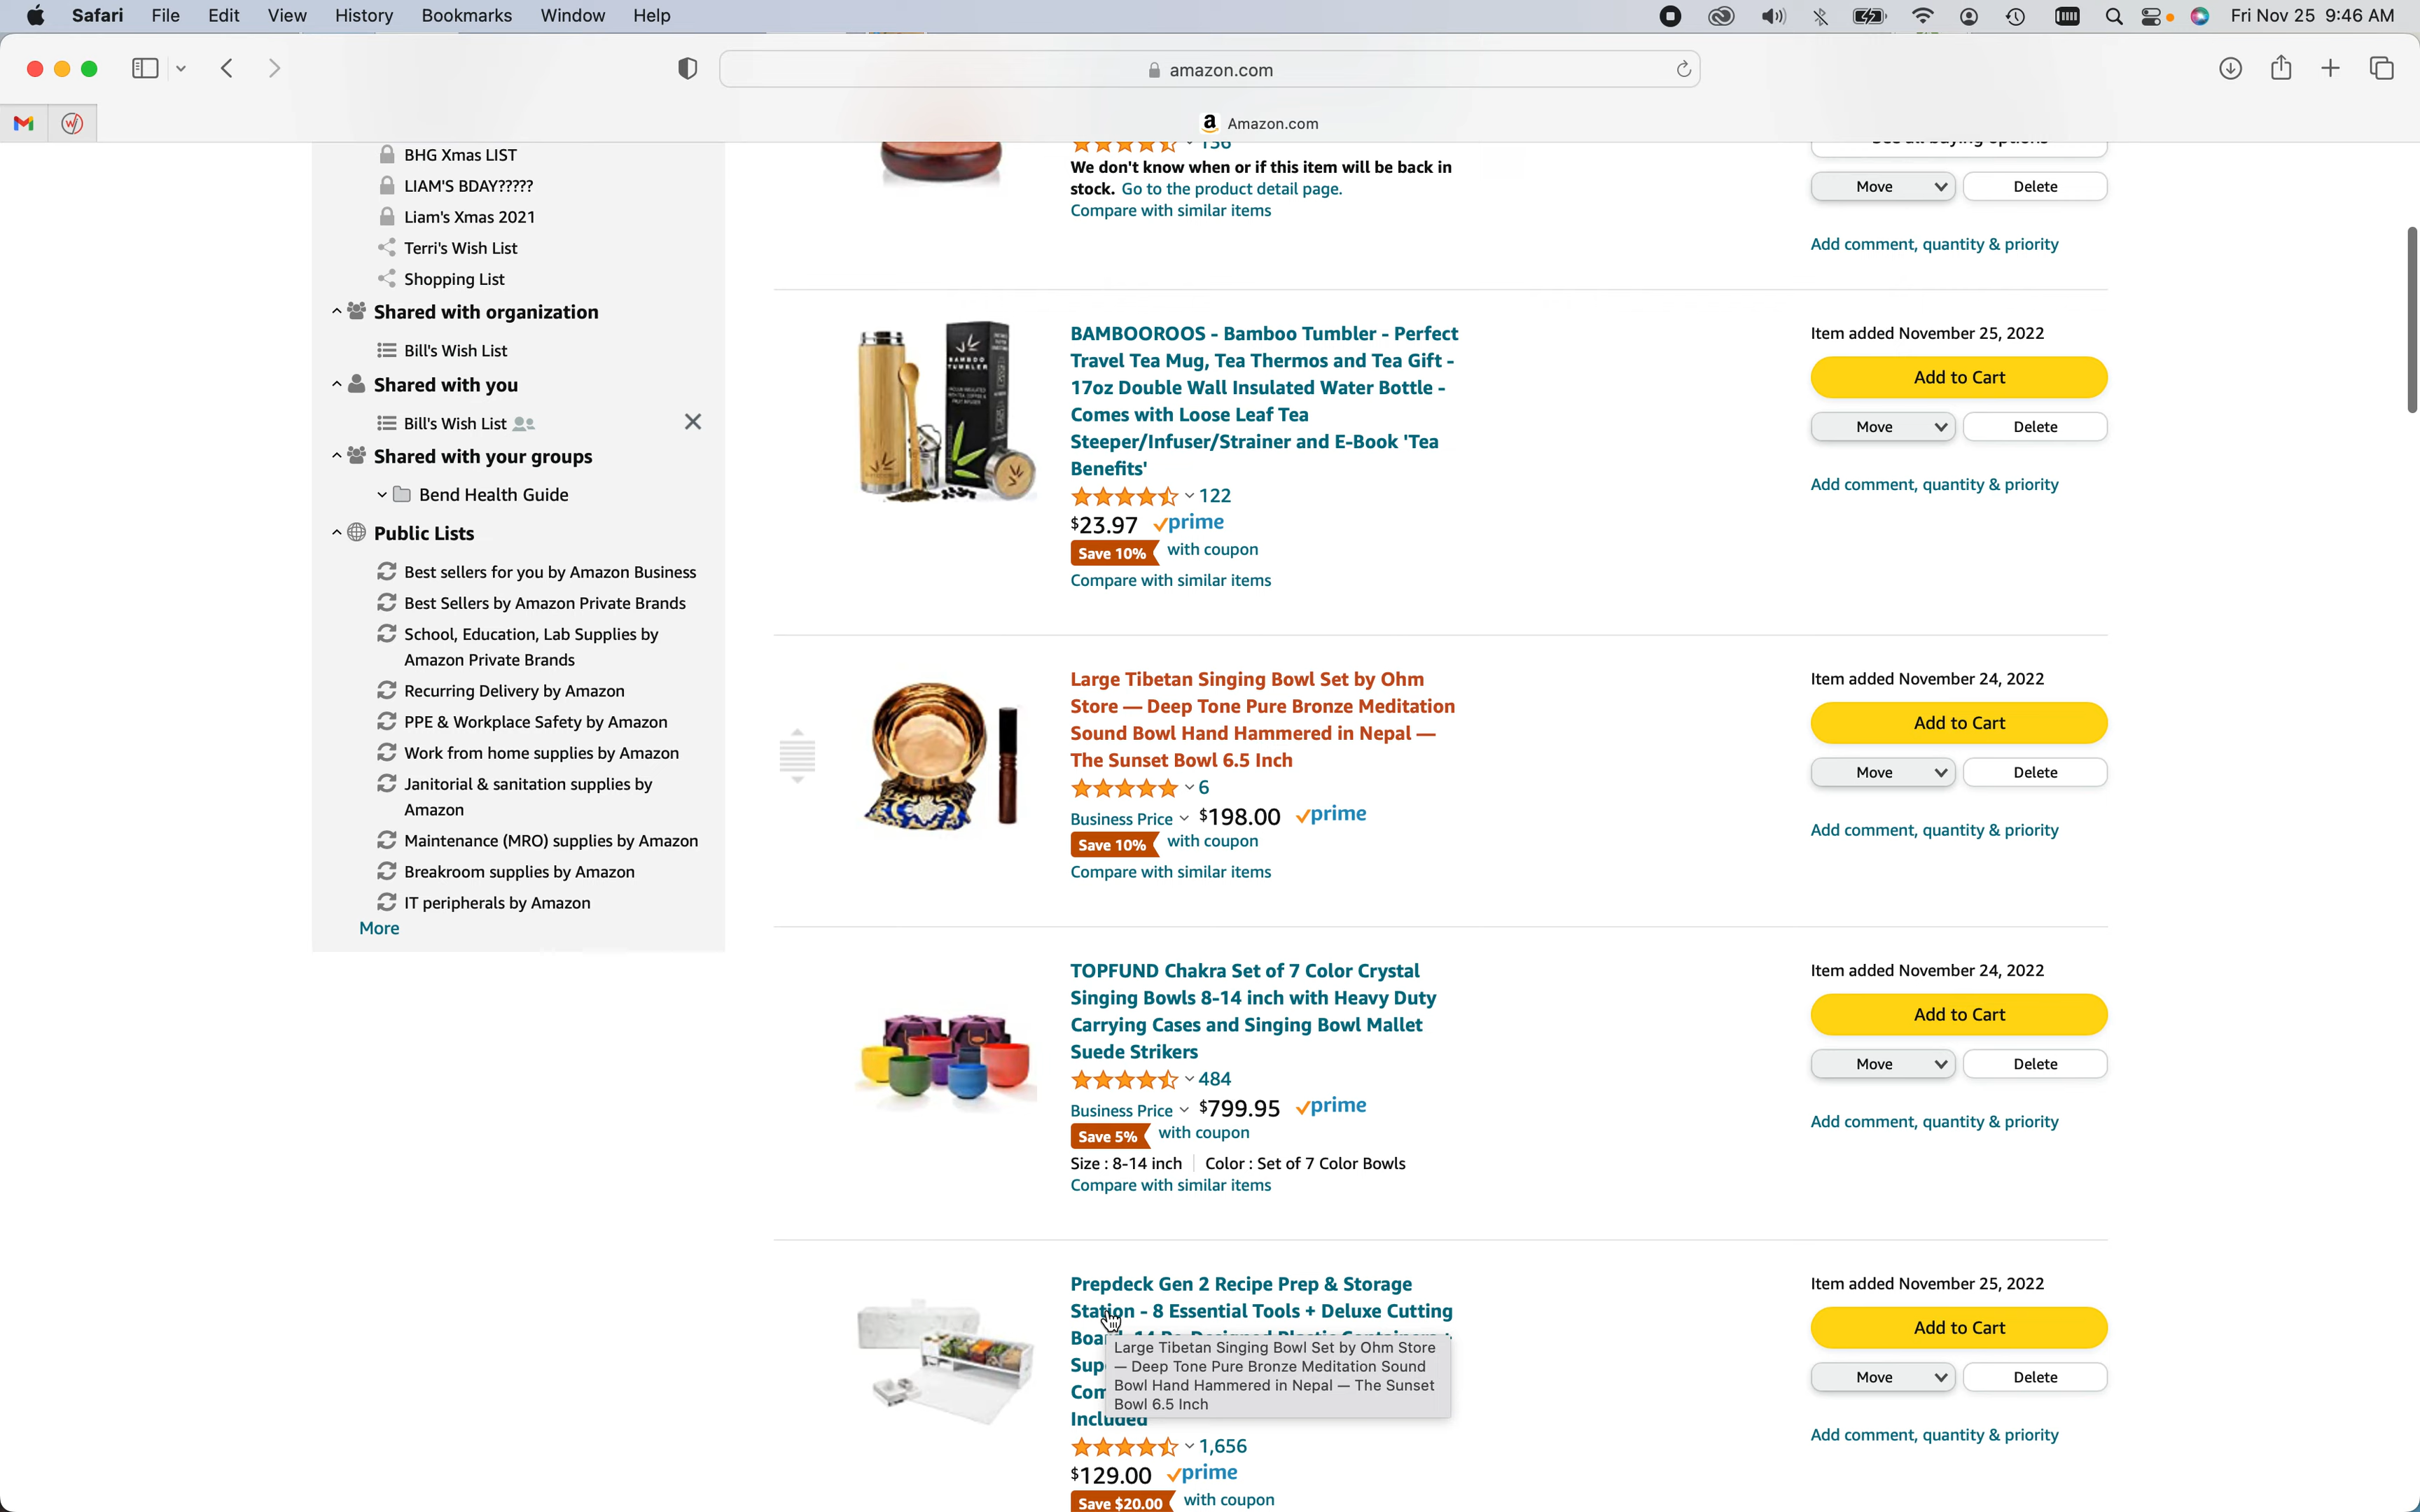 Safari File Edit View History Bookmarks Window Help Fri Nov 25 9:46 AM
amazon.com
Amazon.com
BHG Xmas LIST
LIAM'S BDAY?????
Liam's Xmas 2021
Terri's Wish List
Shopping List
Shared with organization
Bill's Wish List
Shared with you
Bill's Wish List
Shared with your groups
Bend Health Guide
Public Lists
Best sellers for you by Amazon Business
Best Sellers by Amazon Private Brands
School, Education, Lab Supplies by
Amazon Private Brands
Recurring Delivery by Amazon
PPE & Workplace Safety by Amazon
Work from home supplies by Amazon
Janitorial & sanitation supplies by
Amazon
Maintenance (MRO) supplies by Amazon
Breakroom supplies by Amazon
IT peripherals by Amazon
More
136
We don't know when or if this item will be back in
stock. Go to the product detail page.
Compare with similar items
See all buying options
Move Delete
Add comment, quantity & priority
BAMBOO
TUMBLER
BAMBOOROOS - Bamboo Tumbler - Perfect
Travel Tea Mug, Tea Thermos and Tea Gift -
17oz Double Wall Insulated Water Bottle -
Comes with Loose Leaf Tea
Steeper/Infuser/Strainer and E-Book 'Tea
Benefits'
122
$23.97 prime
Save 10% with coupon
Compare with similar items
Item added November 25, 2022
Add to Cart
Move Delete
Add comment, quantity & priority
Large Tibetan Singing Bowl Set by Ohm
Store — Deep Tone Pure Bronze Meditation
Sound Bowl Hand Hammered in Nepal —
The Sunset Bowl 6.5 Inch
6
Business Price $198.00 prime
Save 10% with coupon
Compare with similar items
Item added November 24, 2022
Add to Cart
Move Delete
Add comment, quantity & priority
TOPFUND Chakra Set of 7 Color Crystal
Singing Bowls 8-14 inch with Heavy Duty
Carrying Cases and Singing Bowl Mallet
Suede Strikers
484
Business Price $799.95 prime
Save 5% with coupon
Size : 8-14 inch Color : Set of 7 Color Bowls
Compare with similar items
Item added November 24, 2022
Add to Cart
Move Delete
Add comment, quantity & priority
Prepdeck Gen 2 Recipe Prep & Storage
Station - 8 Essential Tools + Deluxe Cutting
Included
1,656
$129.00 prime
Save $20.00 with coupon
Large Tibetan Singing Bowl Set by Ohm Store
— Deep Tone Pure Bronze Meditation Sound
Bowl Hand Hammered in Nepal — The Sunset
Bowl 6.5 Inch
Item added November 25, 2022
Add to Cart
Move Delete
Add comment, quantity & priority